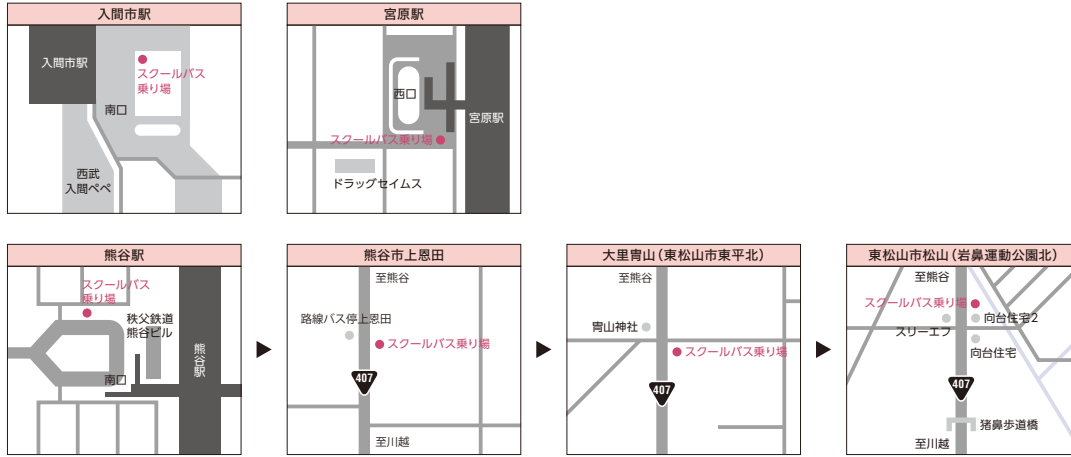 入間市駅
入間市駅
スクールバス
乗り場
南口
西武
入間ペペ
宮原駅
西口
宮原駅
スクールバス乗り場
ドラッグセイムス
熊谷駅
スクールバス
乗り場
秩父鉄道
熊谷ビル
熊谷駅
南口
熊谷市上恩田
至熊谷
路線バス停上恩田
スクールバス乗り場
407
至川越
大里冑山(東松山市東平北)
至熊谷
冑山神社
スクールバス乗り場
407
東松山市松山(岩鼻運動公園北)
至熊谷
スクールバス乗り場
向台住宅2
スリーエフ
向台住宅
407
猪鼻歩道橋
至川越